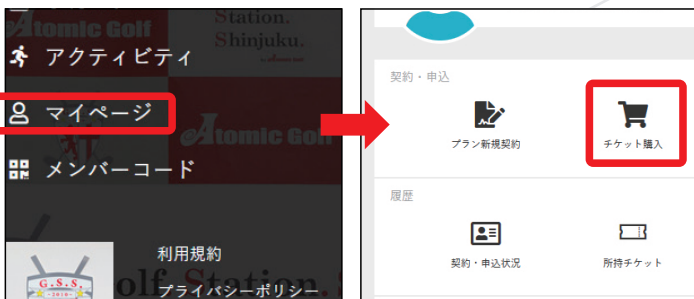 Atomic Golf
Station.
Shinjuku.
アクティビティ
マイページ
Atomic Golf
メンバーコード
利用規約
プライバシーポリシー
G.S.S.
-2019-
olf Station.
契約・申込
プラン新規契約
チケット購入
履歴
契約・申込状況
所持チケット